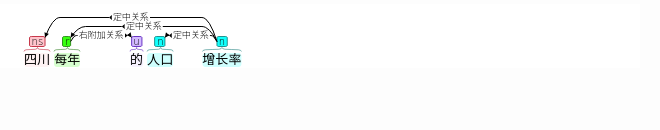 定中关系
定中关系
右附加关系 定中关系
ns r u n n
四川 每年 的 人口 增长率